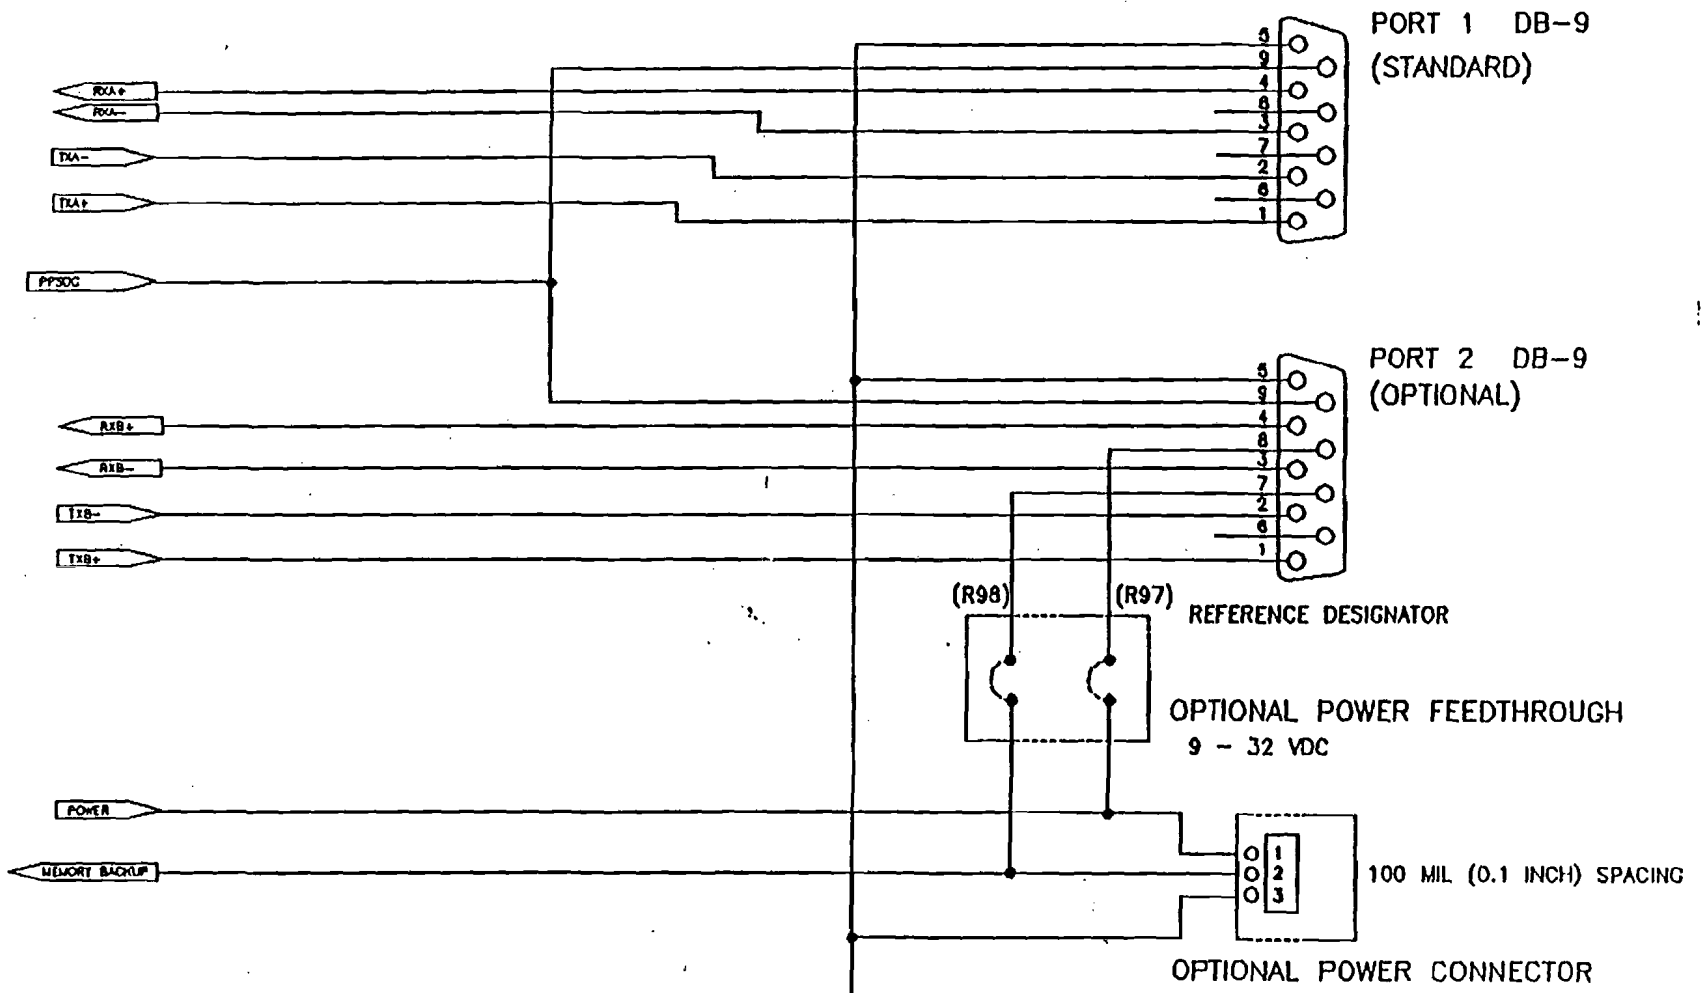 PORT 1 DB-9
(STANDARD)
5
9
RXA+
4
RXA-
8
3
TXA-
7
2
TXA+
6
1
PPSDC
PORT 2 DB-9
(OPTIONAL)
5
9
RXB+
4
8
RXB-
3
7
TXB-
2
6
TXB+
1
(R98)
(R97)
REFERENCE DESIGNATOR
OPTIONAL POWER FEEDTHROUGH
9 - 32 VDC
POWER
1
MEMORY BACKUP
2
100 MIL (0.1 INCH) SPACING
3
OPTIONAL POWER CONNECTOR